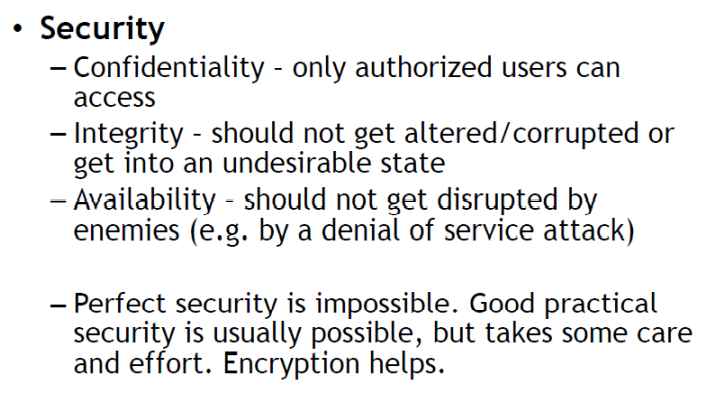 • Security
– Confidentiality - only authorized users can
access
– Integrity - should not get altered/corrupted or
get into an undesirable state
– Availability - should not get disrupted by
enemies (e.g. by a denial of service attack)
– Perfect security is impossible. Good practical
security is usually possible, but takes some care
and effort. Encryption helps.